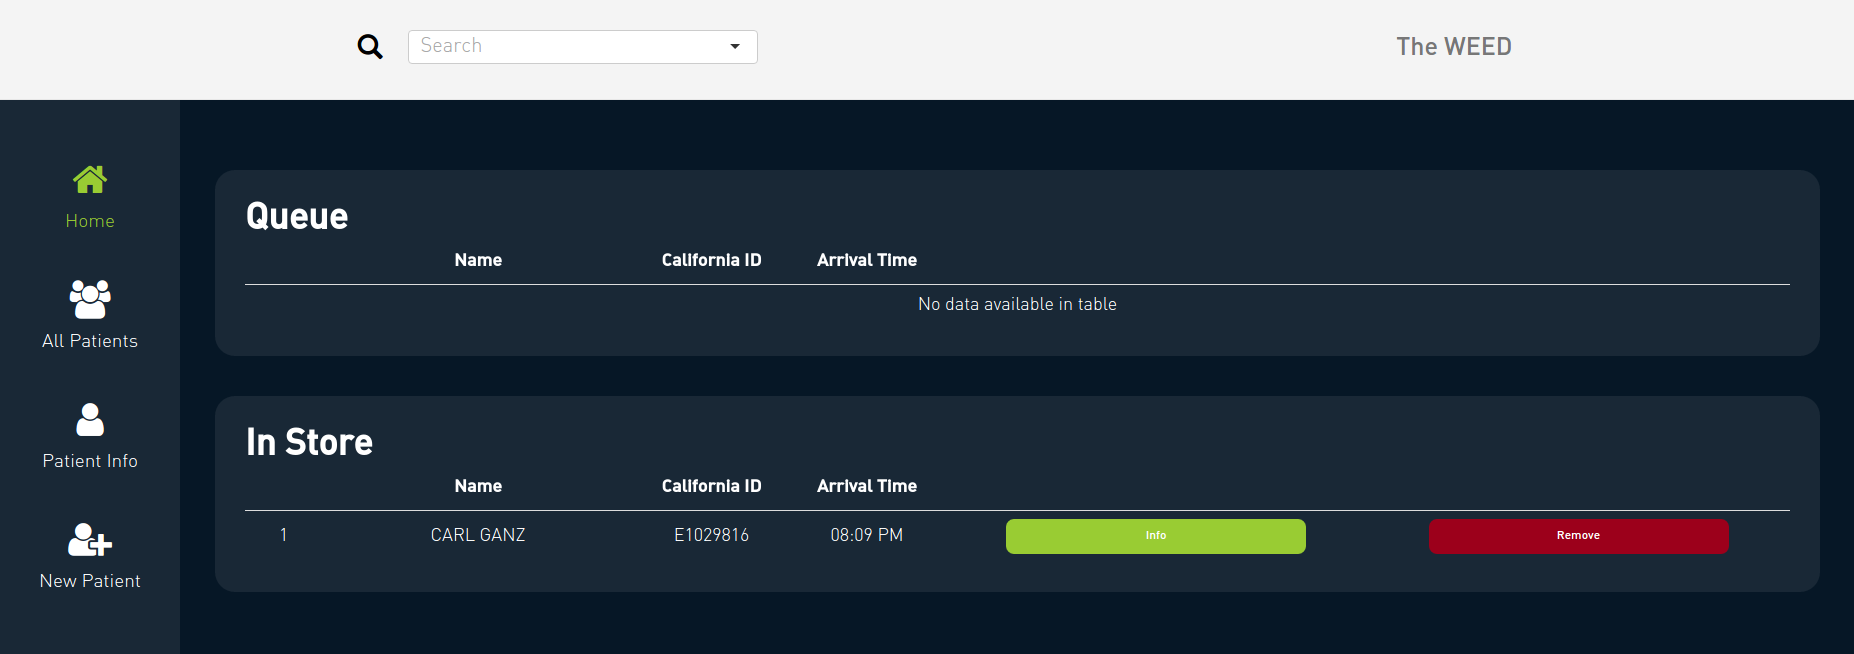 Search
The WEED
Home
All Patients
Patient Info
New Patient
Queue
Name California ID Arrival Time
No data available in table
In Store
Name California ID Arrival Time
1 CARL GANZ E1029816 08:09 PM Info Remove